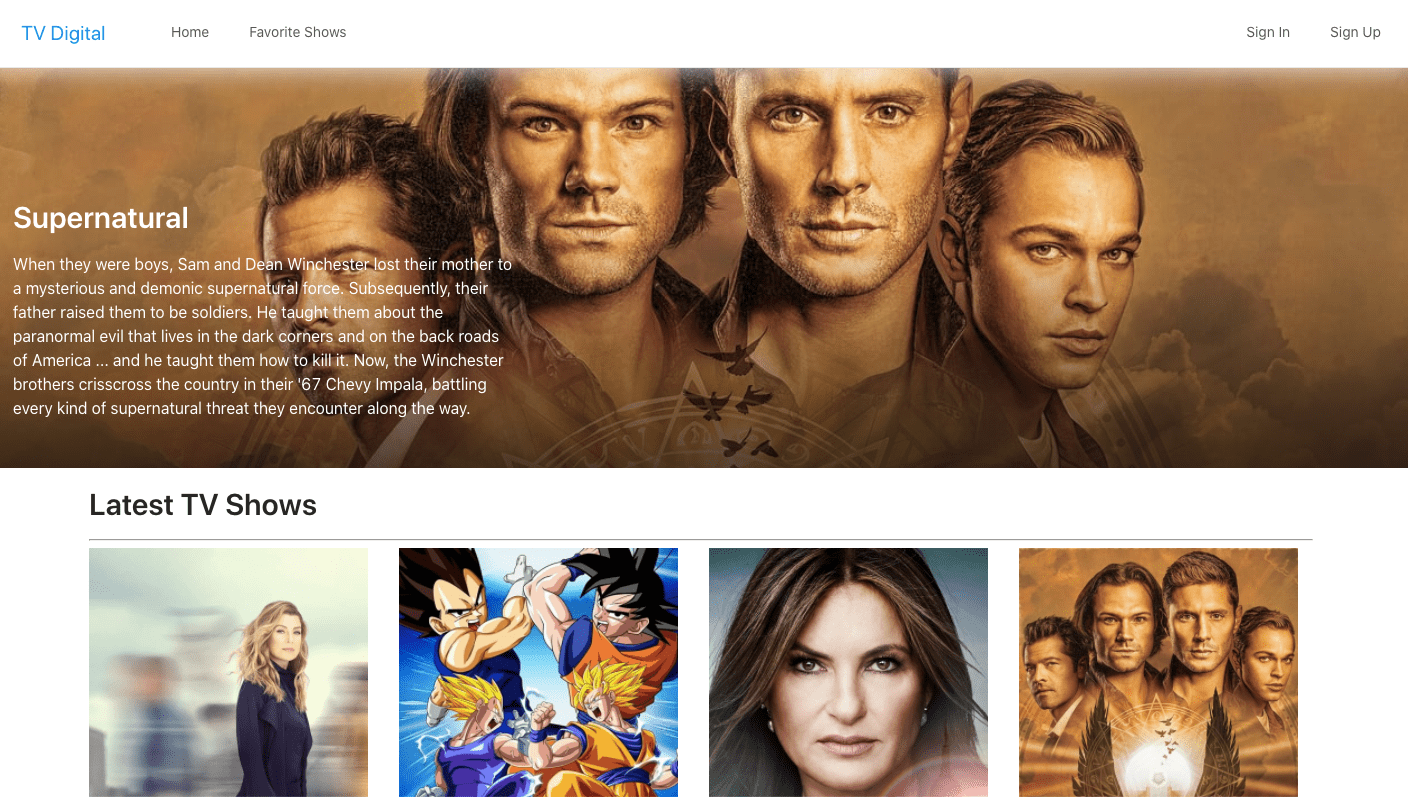 TV Digital
Home
Favorite Shows
Sign In
Sign Up
Supernatural
When they were boys, Sam and Dean Winchester lost their mother to
a mysterious and demonic supernatural force. Subsequently, their
father raised them to be soldiers. He taught them about the
paranormal evil that lives in the dark corners and on the back roads
of America ... and he taught them how to kill it. Now, the Winchester
brothers crisscross the country in their '67 Chevy Impala, battling
every kind of supernatural threat they encounter along the way.
Latest TV Shows